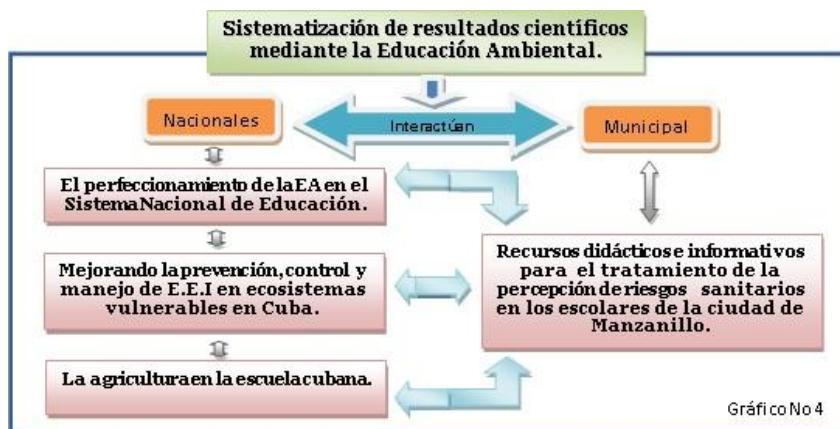 Sistematización de resultados científicos
mediante la Educación Ambiental.
Nacionales
Interactúan
Municipal
El perfeccionamiento de la EA en el
Sistema Nacional de Educación.
Mejorando la prevención, control y
manejo de E.E.I en ecosistemas
vulnerables en Cuba.
La agricultura en la escuela cubana.
Recursos didácticos e informativos
para el tratamiento de la
percepción de riesgos sanitarios
en los escolares de la ciudad de
Manzanillo.
Gráfico No 4